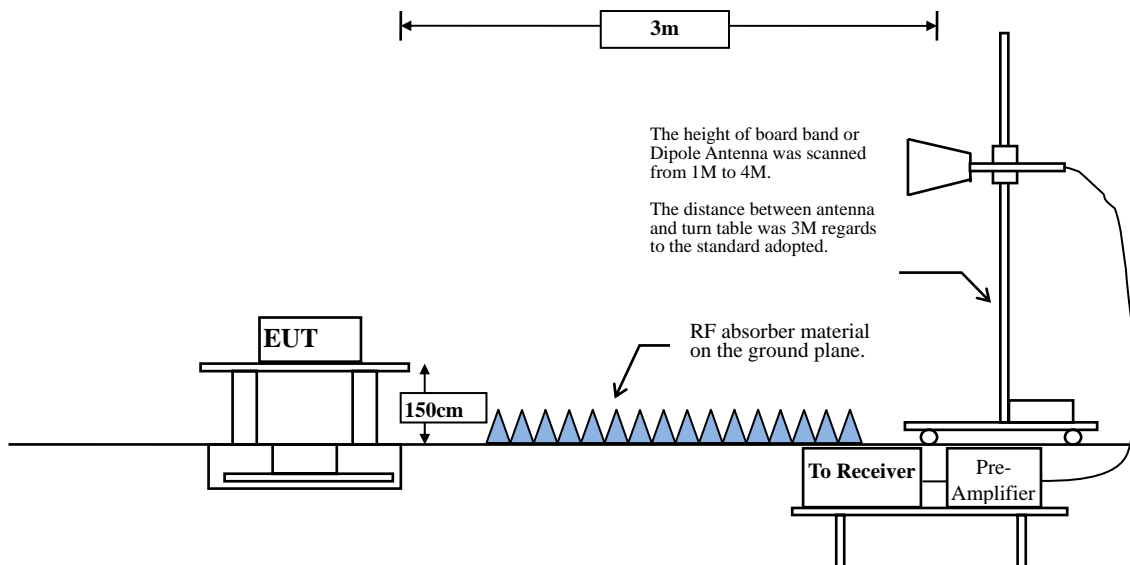 3m
The height of board band or
Dipole Antenna was scanned
from 1M to 4M.
The distance between antenna
and turn table was 3M regards
to the standard adopted.
EUT
RF absorber material
on the ground plane.
150cm
To Receiver
Pre-
Amplifier